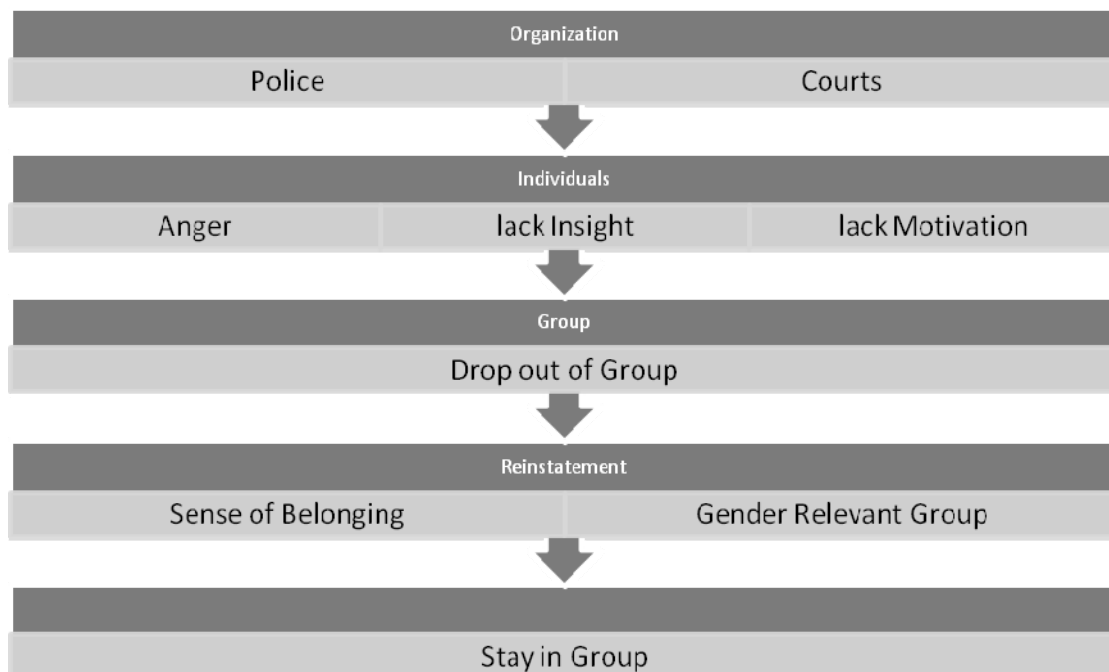 Organization
Police Courts
Individuals
Anger lack Insight lack Motivation
Group
Drop out of Group
Reinstatement
Sense of Belonging Gender Relevant Group
Stay in Group